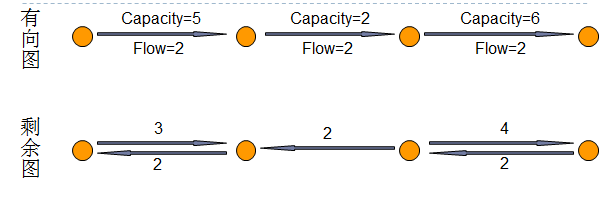 有向图
Capacity=5 Capacity=2 Capacity=6
Flow=2 Flow=2 Flow=2
剩余图
3 2 4
2 2